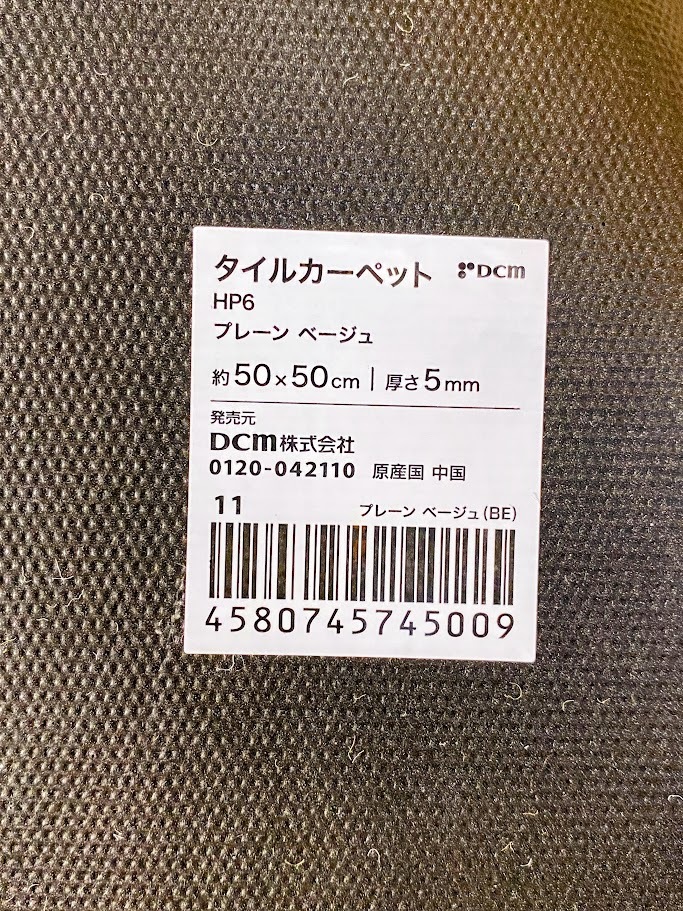 タイルカーペット DCM
HP6
プレーン ベージュ
約50×50cm | 厚さ5mm
発売元
DCM株式会社
0120-042110 原産国 中国
11 プレーン ベージュ(BE)
4580745745009